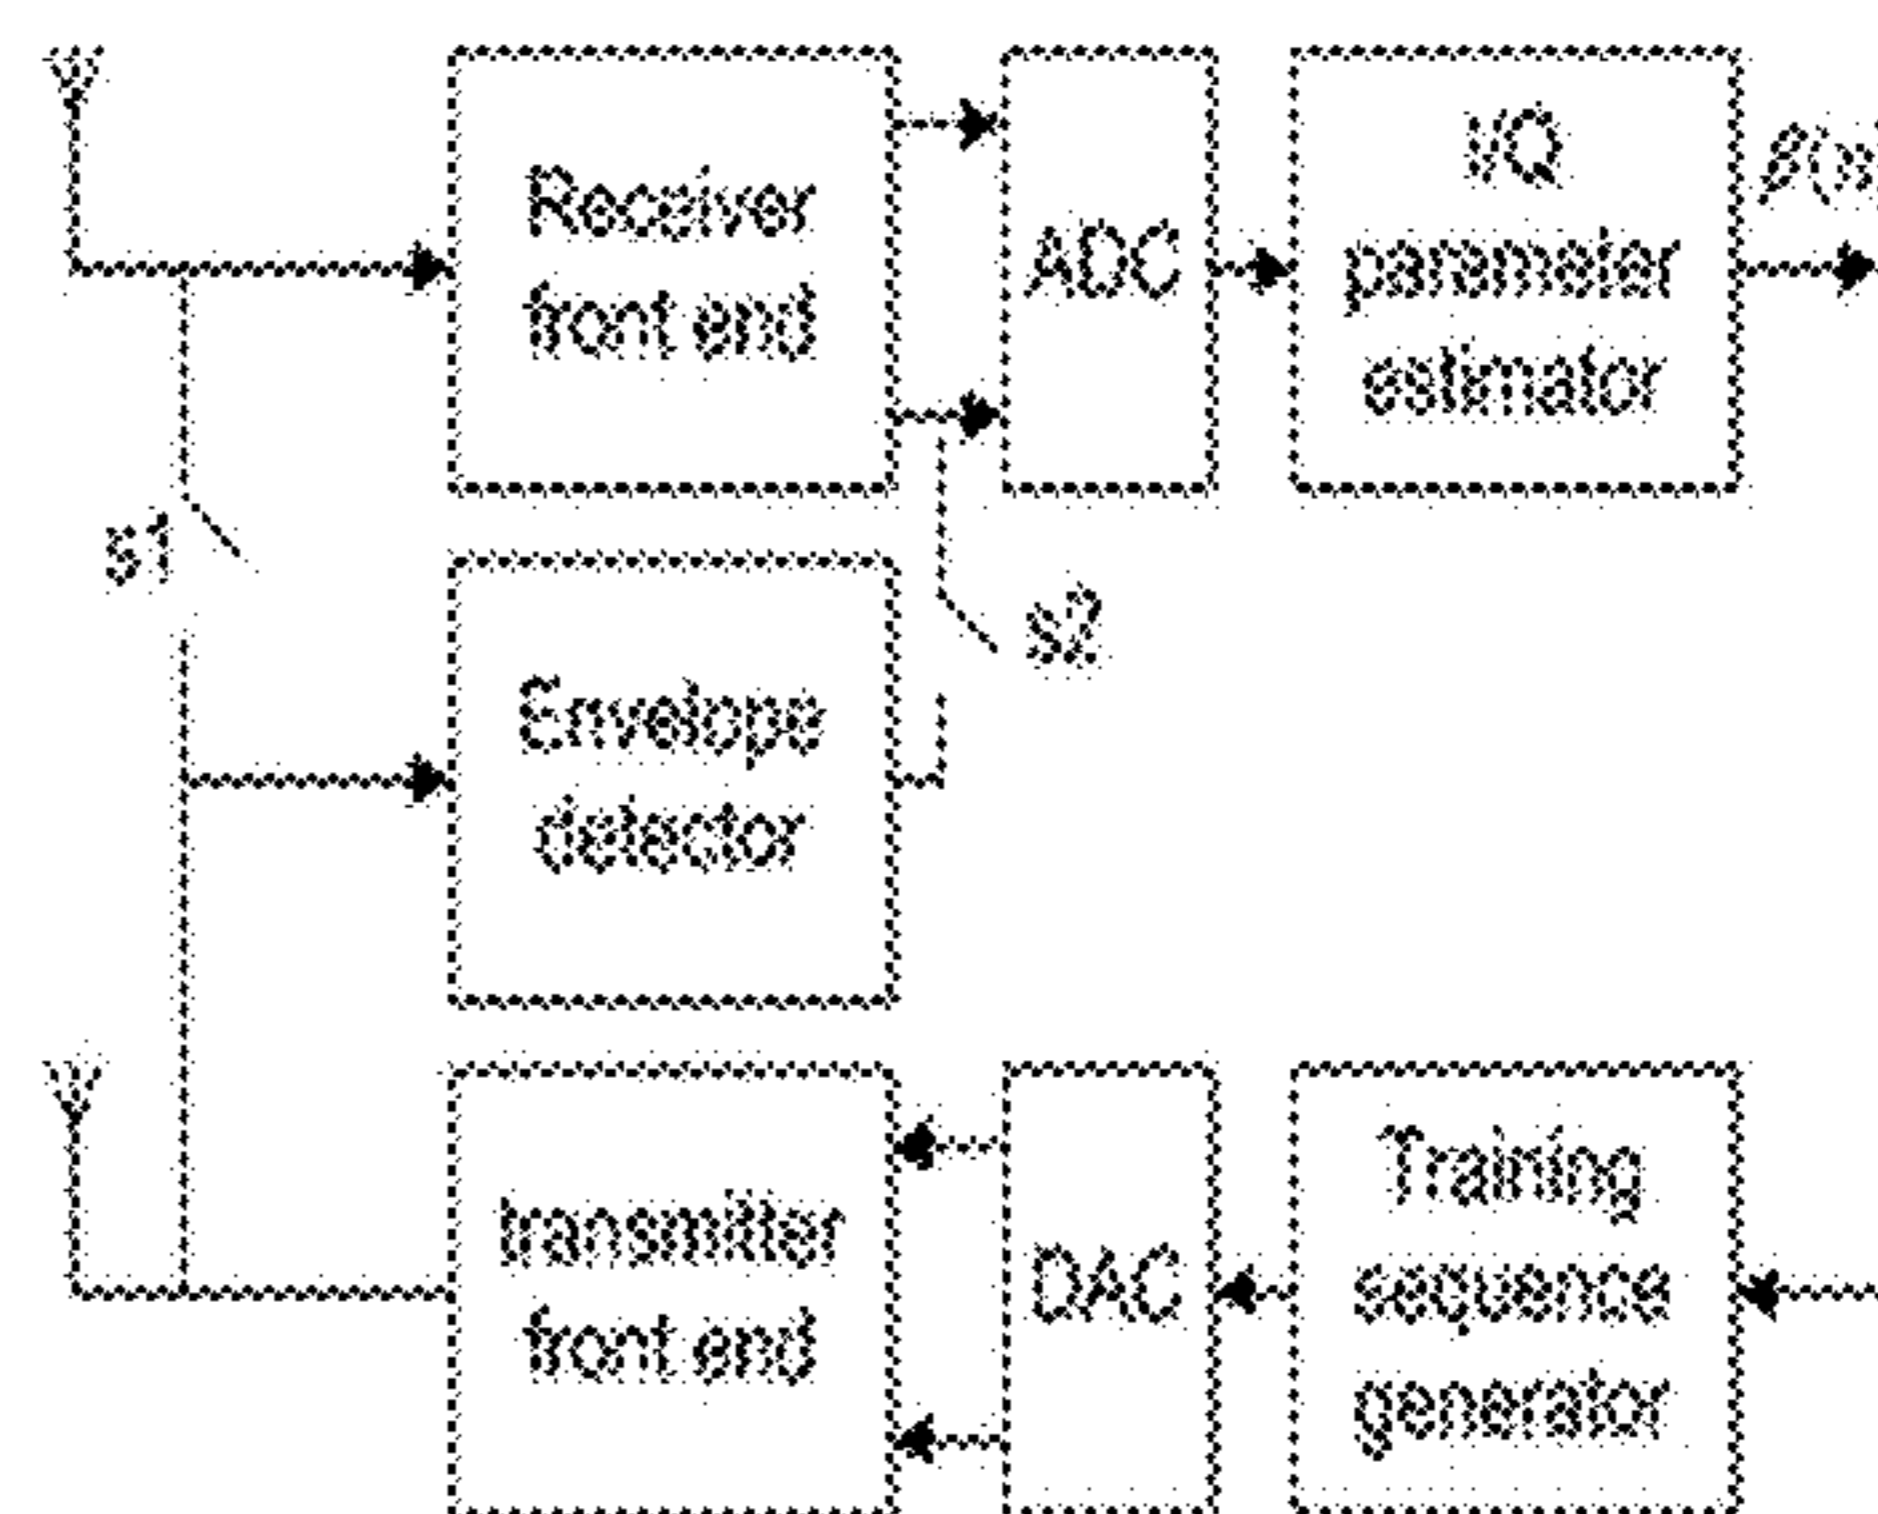 Receiver
front end
ADC
I/Q
parameter
estimator
s1
Envelope
detector
s2
transmitter
front end
DAC
Training
sequence
generator